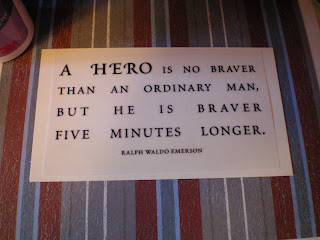 A HERO IS NO BRAVER
THAN AN ORDINARY MAN,
BUT HE IS BRAVER
FIVE MINUTES LONGER.
RALPH WALDO EMERSON